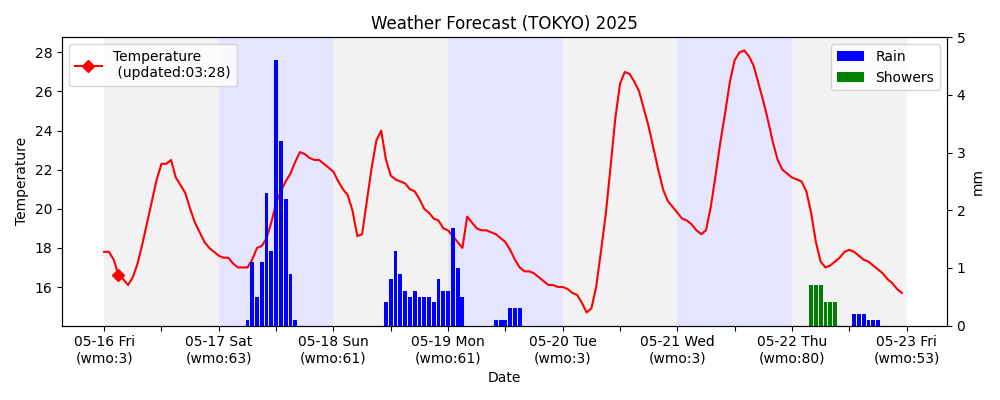 Weather Forecast (TOKYO) 2025
Temperature
(updated:03:28)
Rain
Showers
Temperature
28
26
24
22
20
18
16
5
4
3
2
1
0
mm
05-16 Fri
(wmo:3)
05-17 Sat
(wmo:63)
05-18 Sun
(wmo:61)
05-19 Mon
(wmo:61)
05-20 Tue
(wmo:3)
05-21 Wed
(wmo:3)
05-22 Thu
(wmo:80)
05-23 Fri
(wmo:53)
Date